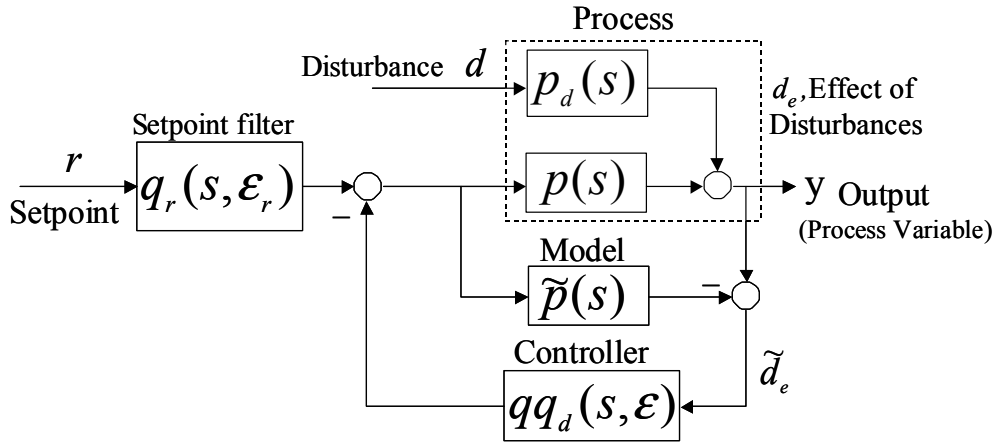 Process
Disturbance d
p_d(s)
d_e, Effect of
Disturbances
Setpoint filter
r
q_r(s,ε_r)
Setpoint
−
p(s)
y Output
(Process Variable)
Model
p̃(s)
−
Controller
d̃_e
qq_d(s,ε)